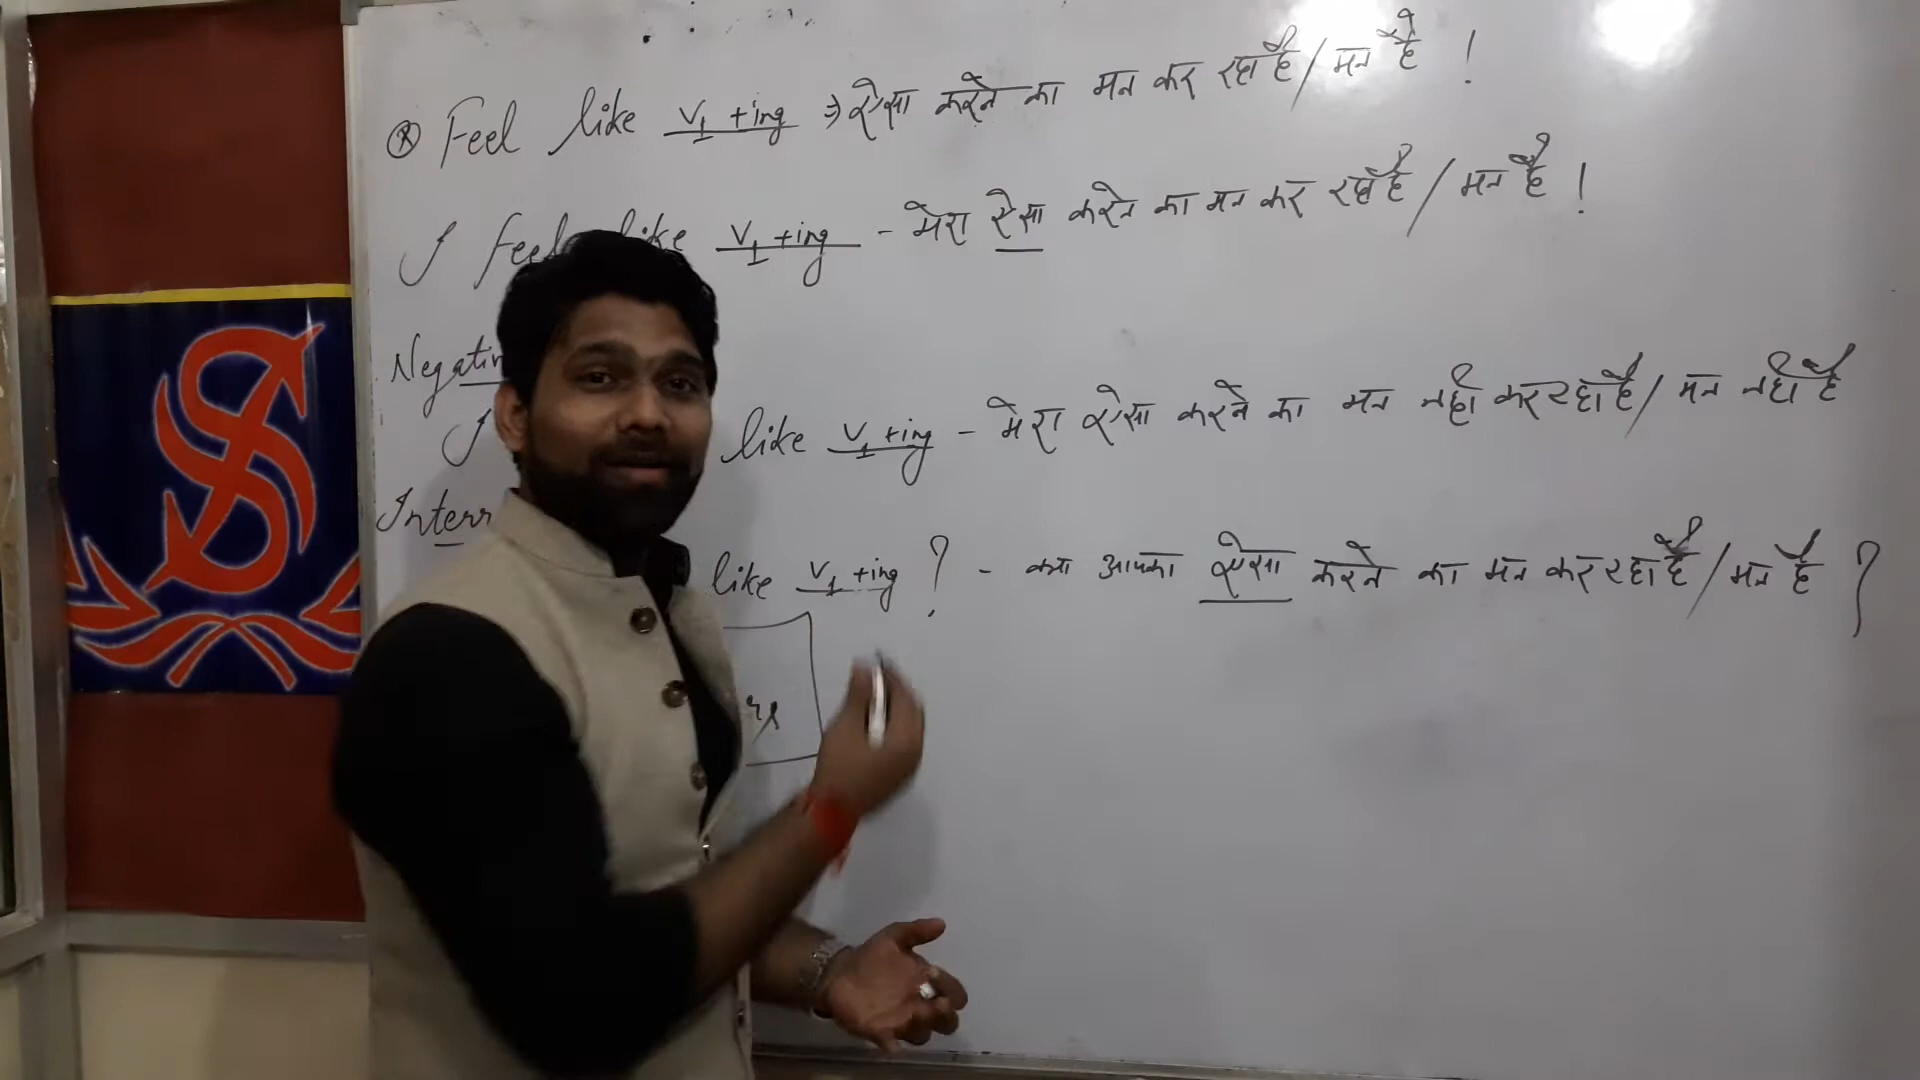 Feel like V1 +ing ⇒ ऐसा करने का मन कर रहा है / मन है !
I feel like V1 +ing - मेरा ऐसा करने का मन कर रहा है / मन है !
I like V1 +ing - मेरा ऐसा करने का मन नहीं कर रहा है / मन नहीं है
like V1 +ing ? - क्या आपका ऐसा करने का मन कर रहा है / मन है ?